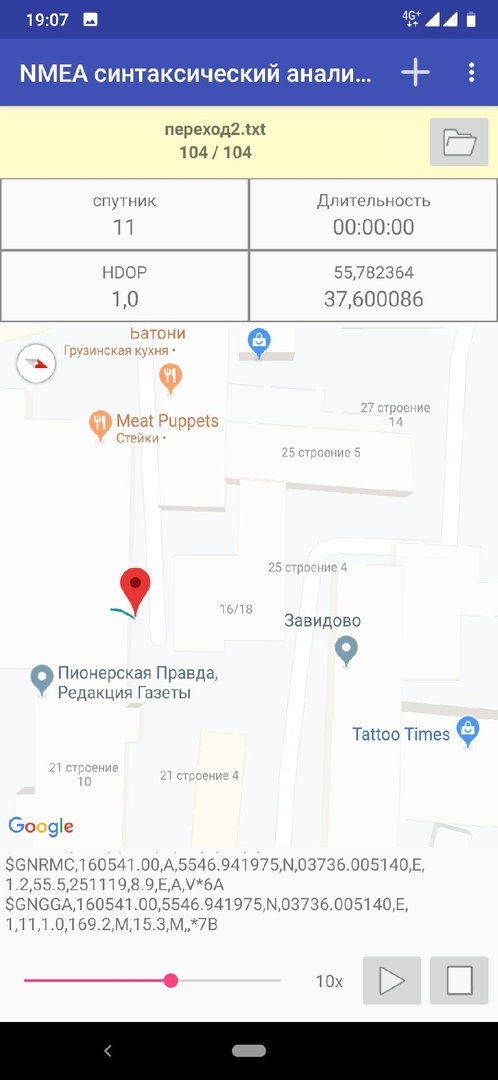 19:07
4G+
NMEA синтаксический анали...
переход2.txt
104 / 104
спутник
11
Длительность
00:00:00
HDOP
1,0
55,782364
37,600086
Батони
Грузинская кухня •
Meat Puppets
Стейки •
27 строение
14
25 строение 5
25 строение 4
16/18
Завидово
Пионерская Правда,
Редакция Газеты
Tattoo Times
21 строение
10
21 строение 4
Google
$GNRMC,160541.00,A,5546.941975,N,03736.005140,E,
1.2,55.5,251119,8.9,E,A,V*6A
$GNGGA,160541.00,5546.941975,N,03736.005140,E,
1,11,1.0,169.2,M,15.3,M,,*7B
10x